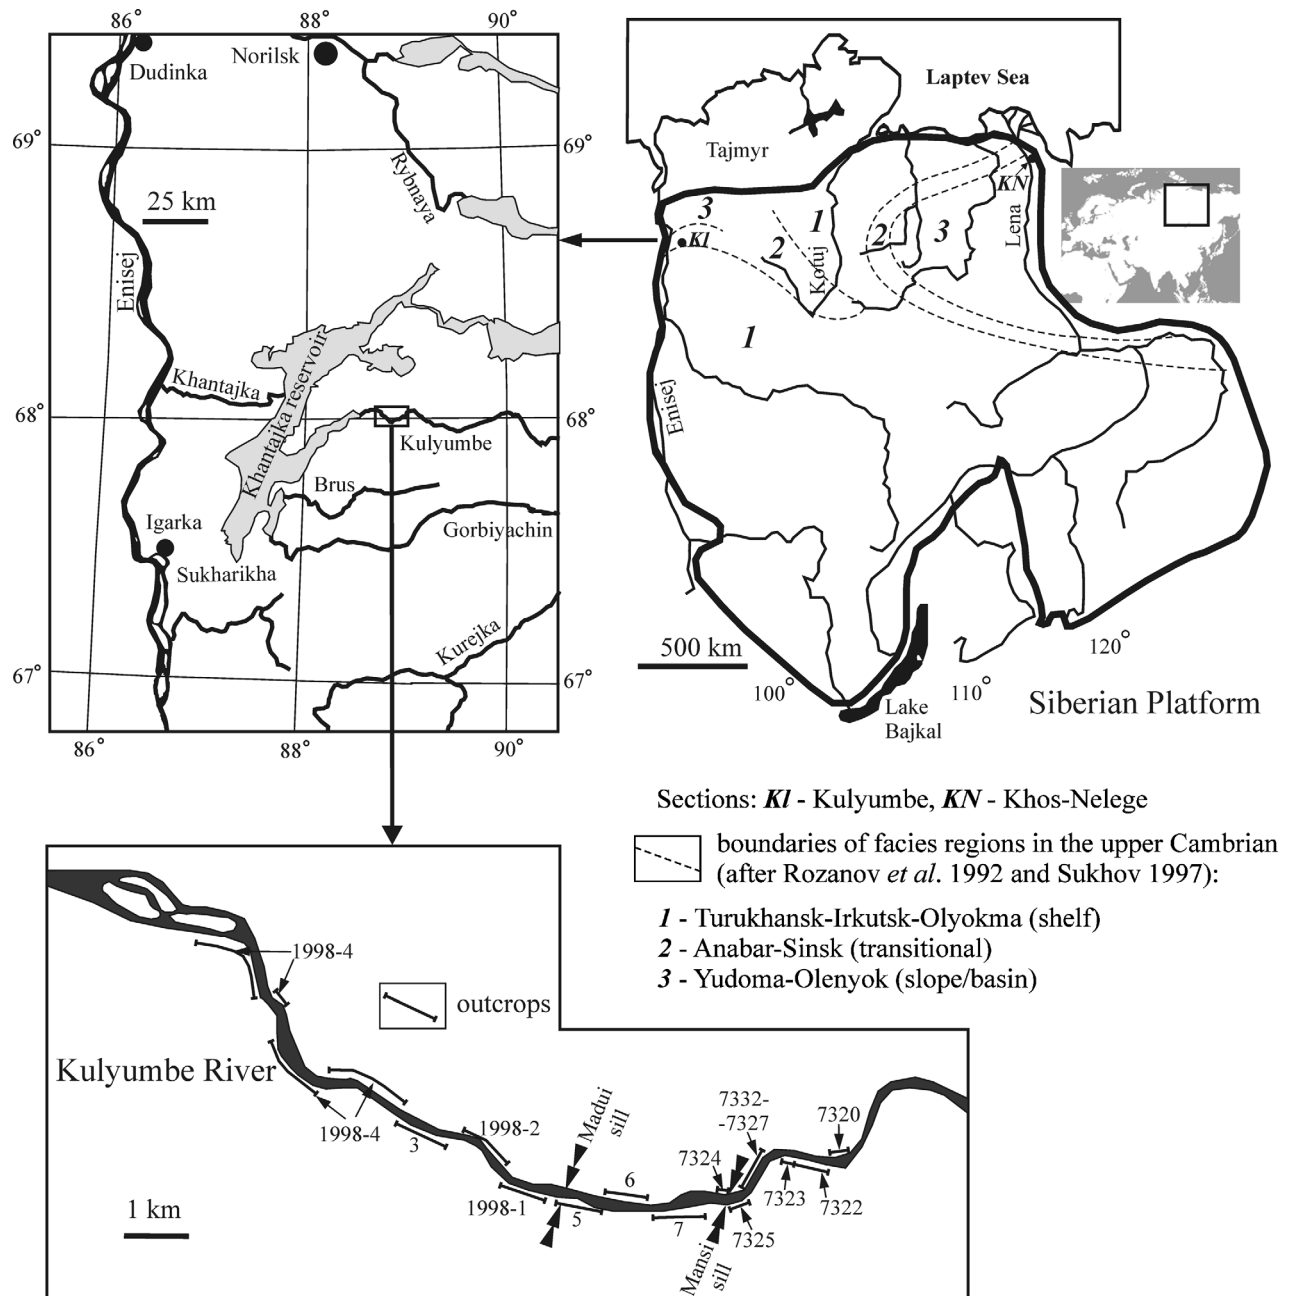 86°
88°
90°
Dudinka
Norilsk
69°
69°
Rybnaya
25 km
Enisej
Khantajka
Khantajka reservoir
68°
68°
Kulyumbe
Brus
Igarka
Gorbiyachin
Sukharikha
Kurejka
67°
67°
86°
88°
90°
Laptev Sea
Tajmyr
KN
3
1
Kl
2
2
3
Kotuj
Lena
1
Enisej
500 km
100°
110°
120°
Lake
Bajkal
Siberian Platform
Sections: Kl - Kulyumbe, KN - Khos-Nelege
boundaries of facies regions in the upper Cambrian
(after Rozanov et al. 1992 and Sukhov 1997):
1 - Turukhansk-Irkutsk-Olyokma (shelf)
2 - Anabar-Sinsk (transitional)
3 - Yudoma-Olenyok (slope/basin)
1998-4
outcrops
Kulyumbe River
1998-4
3
1998-2
Madui
sill
7332-
-7327
7320
7324
6
7323
7322
1998-1
5
7
7325
Mansi
sill
1 km